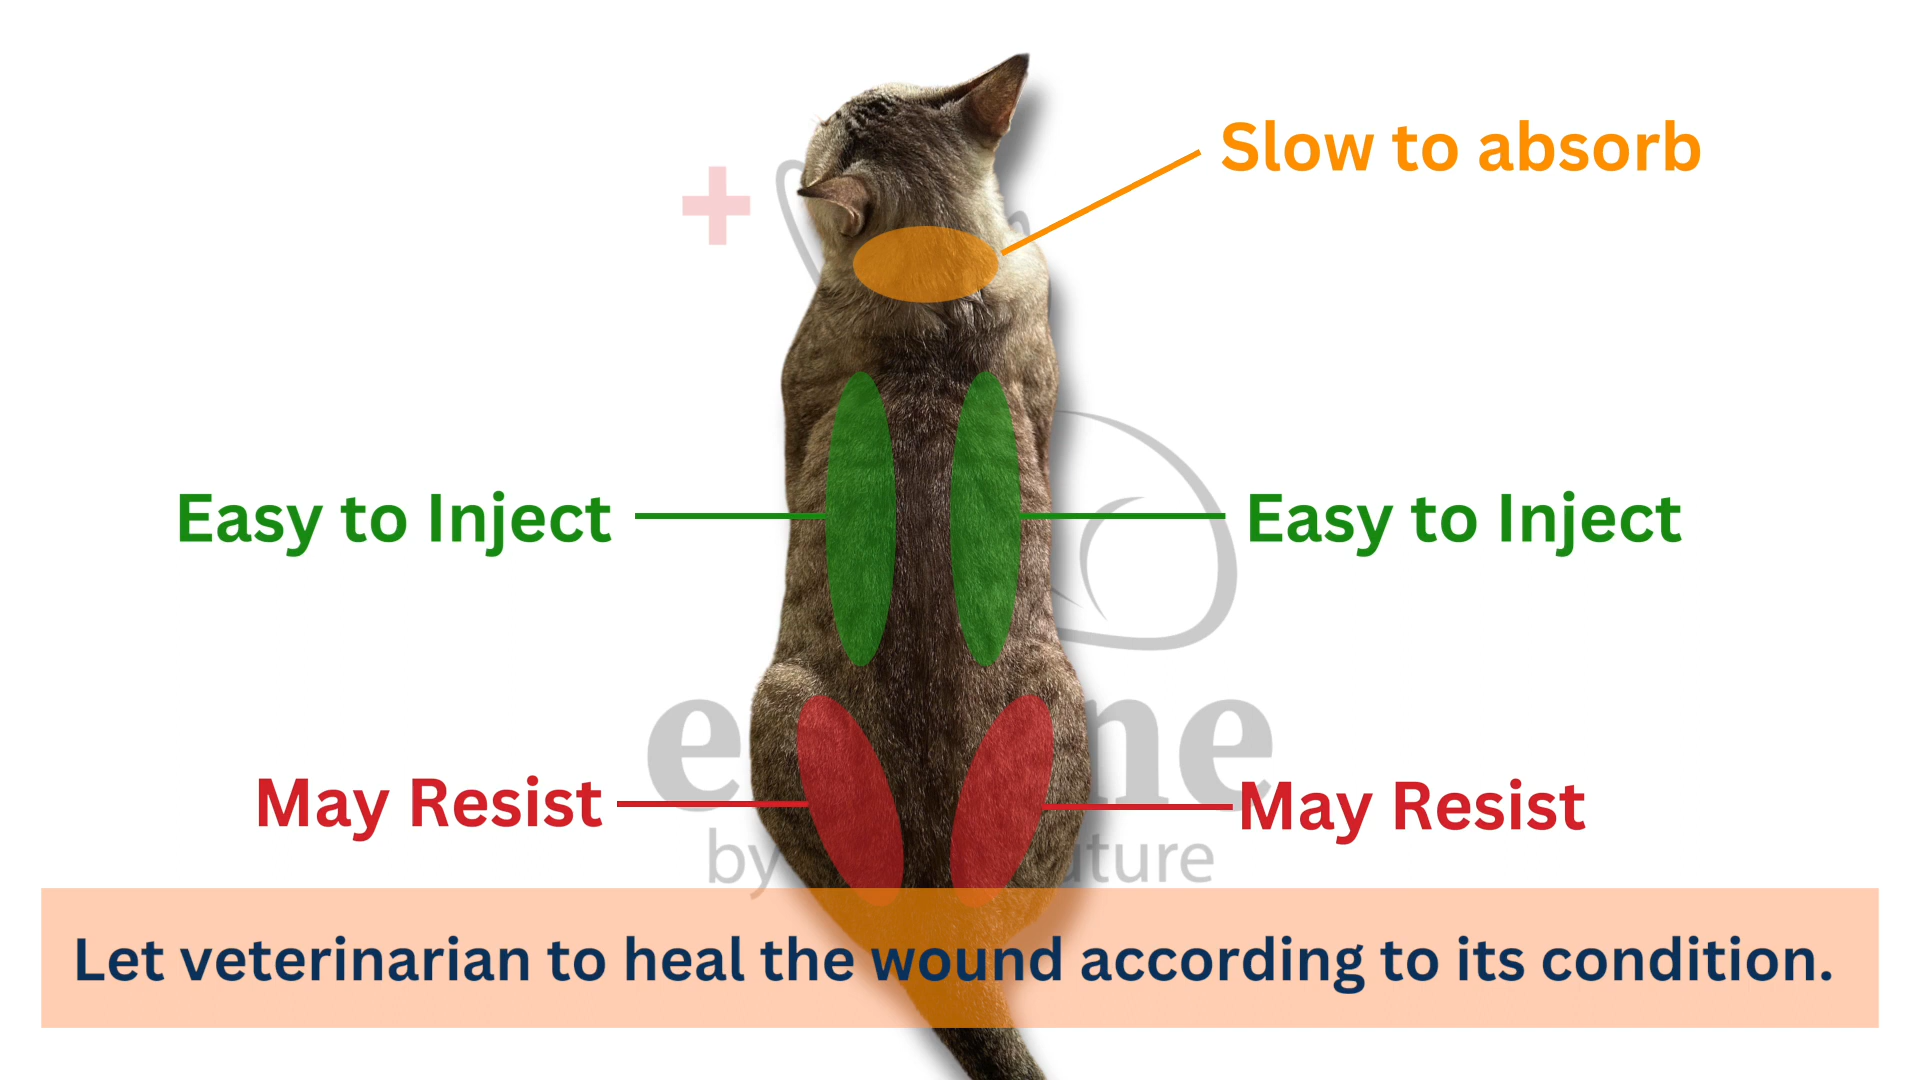 Slow to absorb
Easy to Inject
Easy to Inject
May Resist
May Resist
by
Let veterinarian to heal the wound according to its condition.